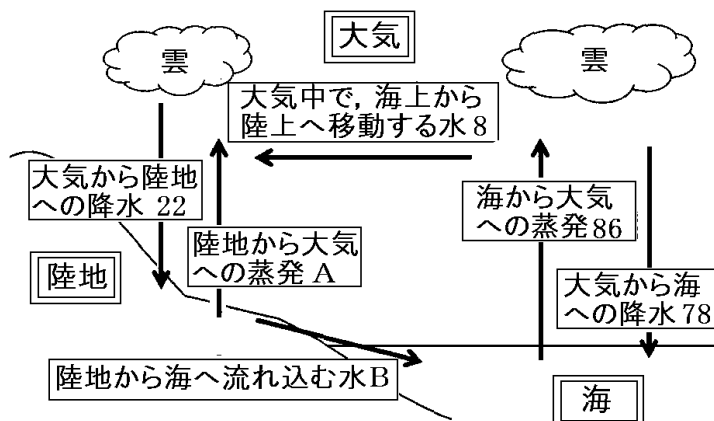 大気
雲
雲
大気中で, 海上から
陸上へ移動する水 8
大気から陸地
への降水 22
海から大気
への蒸発86
陸地から大気
への蒸発 A
陸地
大気から海
への降水 78
陸地から海へ流れ込む水B
海